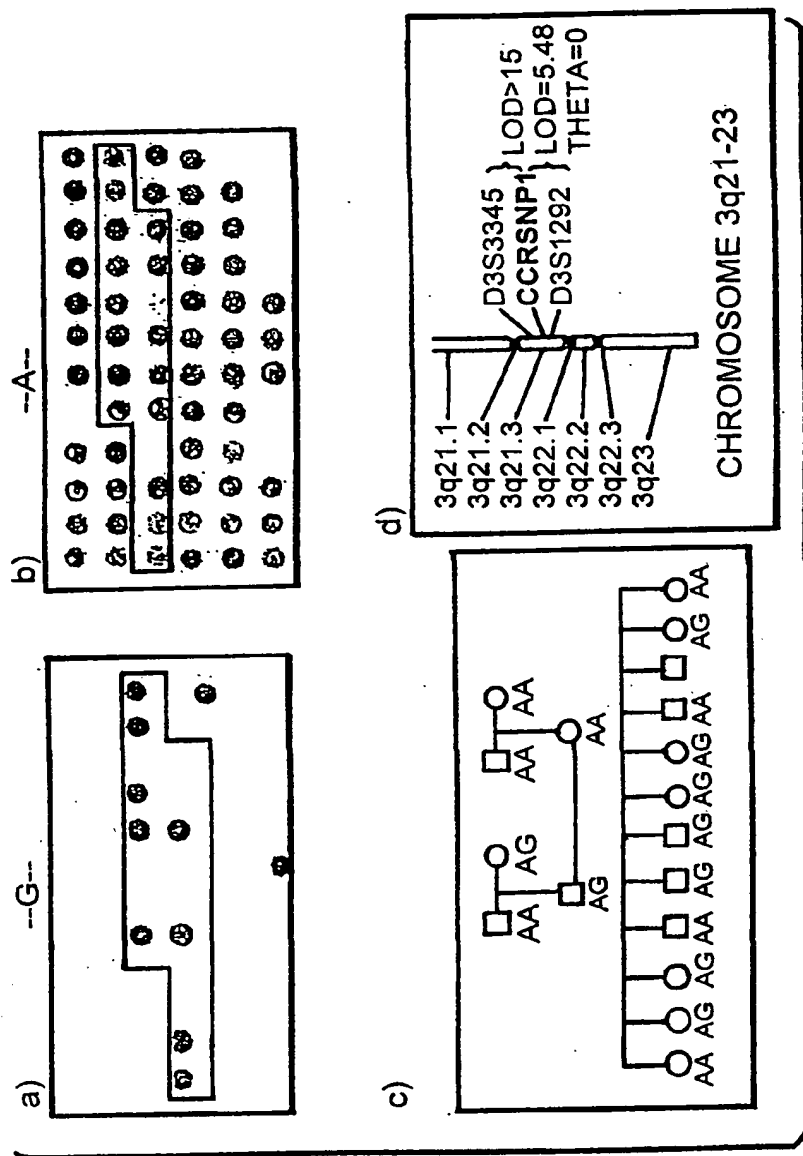 a)
--G--
b)
--A--
c)
AA AG AA AA
AG AA
AA AG AG AA AG AG AG AG AA AG AA
d)
3q21.1
3q21.2
3q21.3
3q22.1
3q22.2
3q22.3
3q23
D3S3345
CCRSNP1
D3S1292
}LOD>15
}LOD=5.48
THETA=0
CHROMOSOME 3q21-23